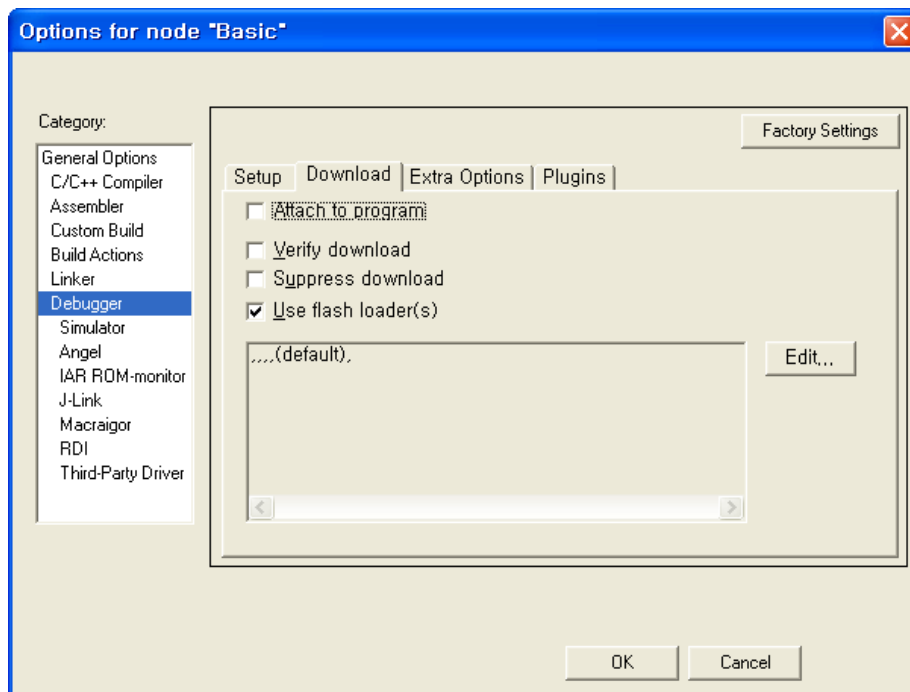 Options for node "Basic"
Category:
Factory Settings
General Options
C/C++ Compiler
Assembler
Custom Build
Build Actions
Linker
Debugger
Simulator
Angel
IAR ROM-monitor
J-Link
Macraigor
RDI
Third-Party Driver
Setup Download Extra Options Plugins
Attach to program
Verify download
Suppress download
Use flash loader(s)
,,,,(default),
Edit...
OK Cancel